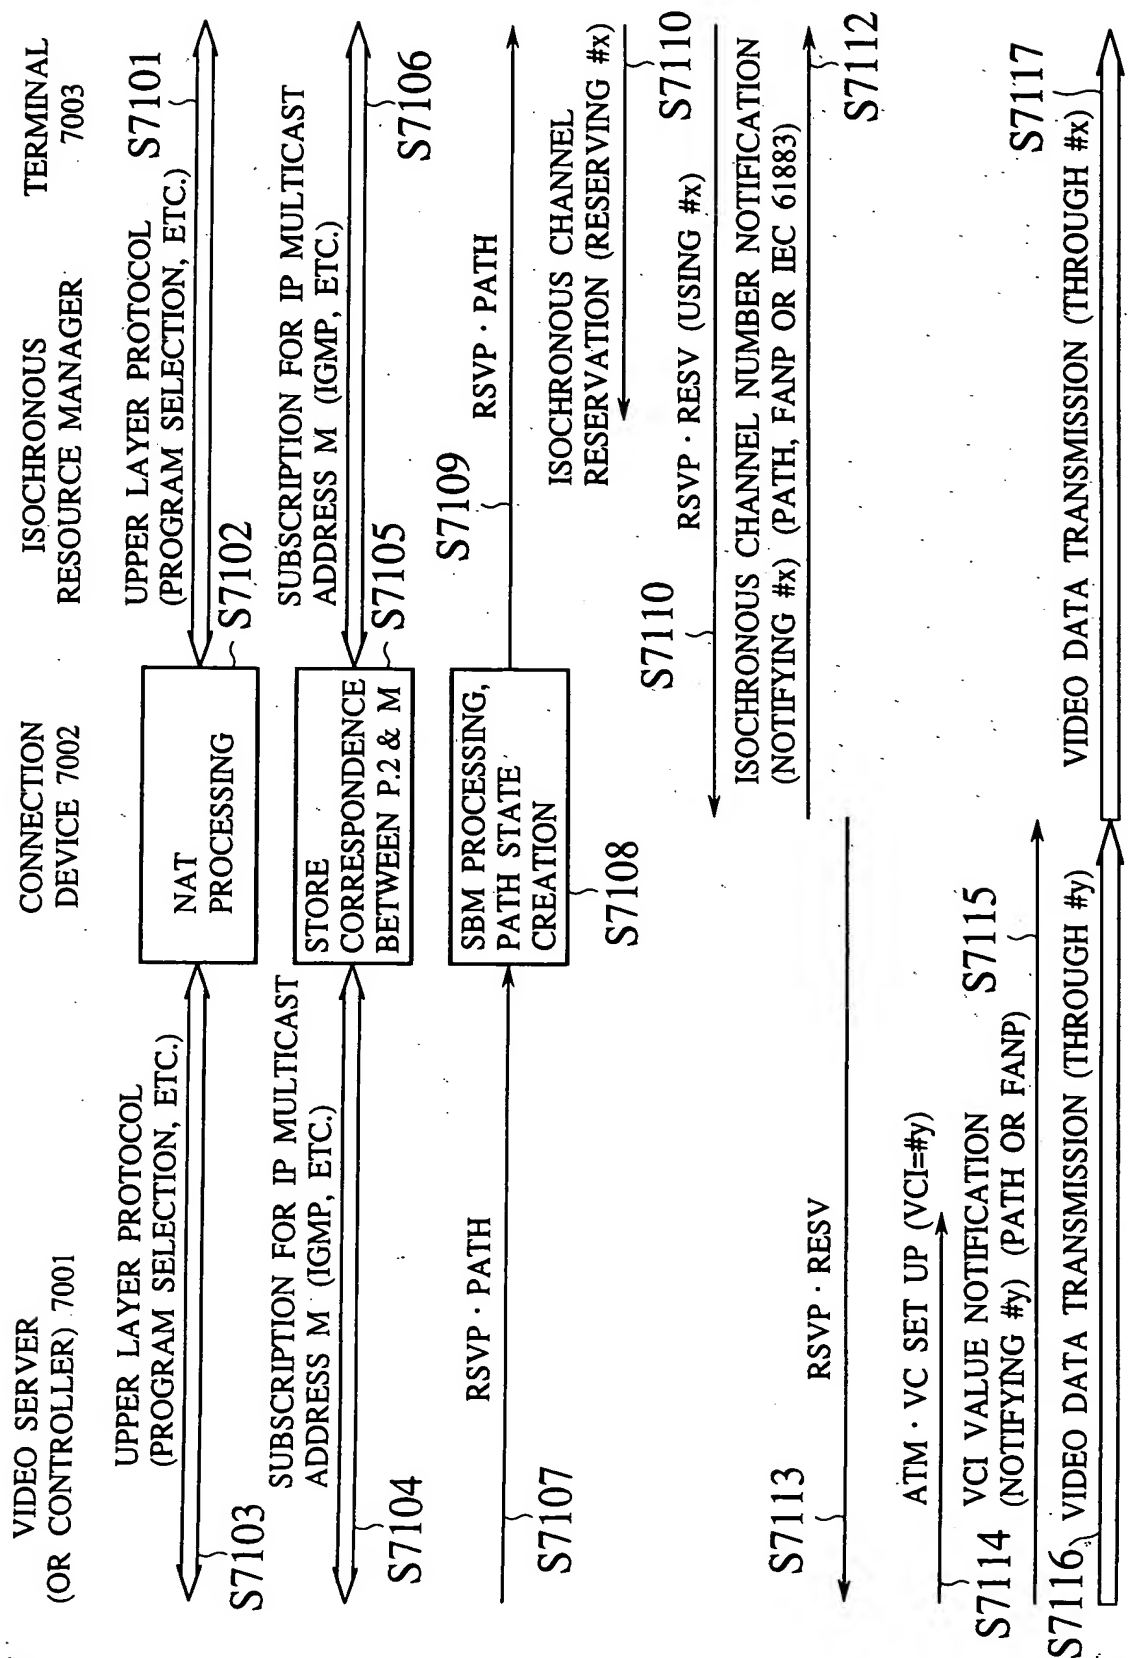 VIDEO SERVER
(OR CONTROLLER) 7001
CONNECTION
DEVICE 7002
ISOCHRONOUS
RESOURCE MANAGER
TERMINAL
7003
UPPER LAYER PROTOCOL
(PROGRAM SELECTION, ETC.)
S7103
NAT
PROCESSING
S7102
UPPER LAYER PROTOCOL
(PROGRAM SELECTION, ETC.)
S7101
SUBSCRIPTION FOR IP MULTICAST
ADDRESS M (IGMP, ETC.)
S7104
STORE
CORRESPONDENCE
BETWEEN P.2 & M
S7105
SUBSCRIPTION FOR IP MULTICAST
ADDRESS M (IGMP, ETC.)
S7106
RSVP · PATH
S7107
SBM PROCESSING,
PATH STATE
CREATION
S7108
S7109
RSVP · PATH
ISOCHRONOUS CHANNEL
RESERVATION (RESERVING #x)
S7110
S7110
RSVP · RESV (USING #x)
ISOCHRONOUS CHANNEL NUMBER NOTIFICATION
(NOTIFYING #x) (PATH, FANP OR IEC 61883)
S7112
S7113
RSVP · RESV
ATM · VC SET UP (VCI=#y)
S7114
VCI VALUE NOTIFICATION
(NOTIFYING #y) (PATH OR FANP)
S7115
S7116
VIDEO DATA TRANSMISSION (THROUGH #y)
VIDEO DATA TRANSMISSION (THROUGH #x)
S7117